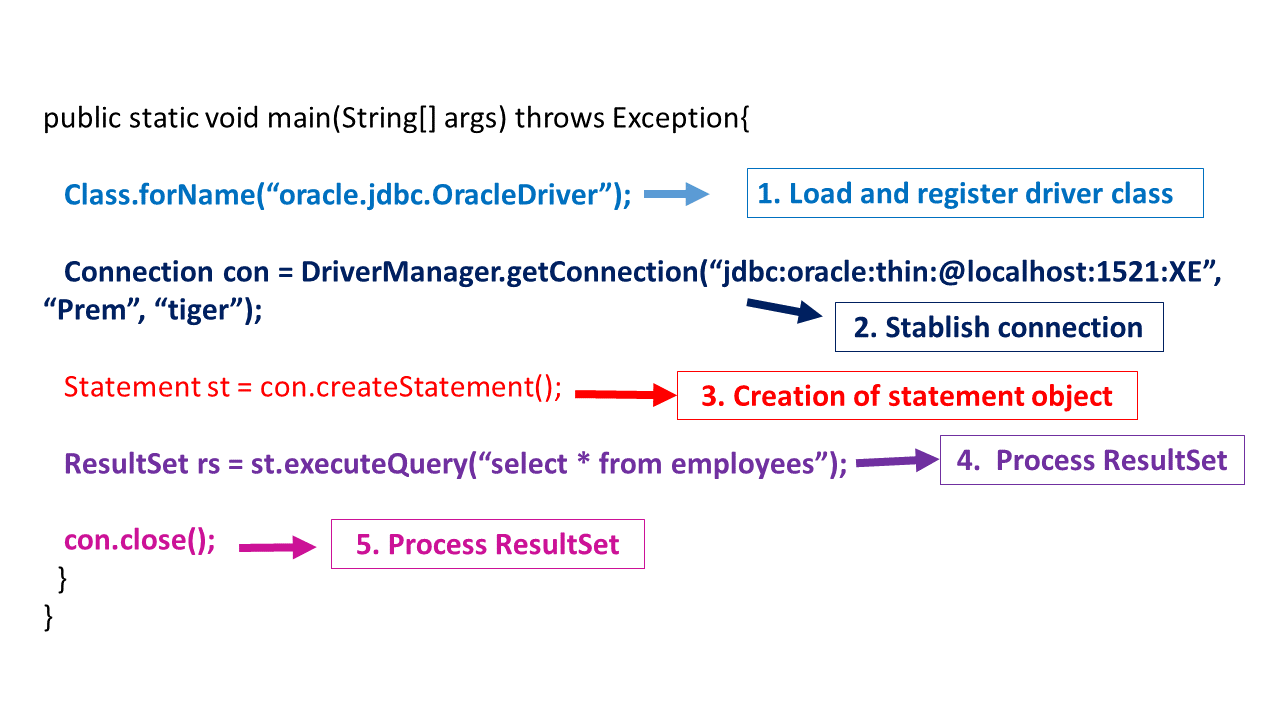 public static void main(String[] args) throws Exception{
Class.forName(“oracle.jdbc.OracleDriver”);
1. Load and register driver class
Connection con = DriverManager.getConnection(“jdbc:oracle:thin:@localhost:1521:XE”,
“Prem”, “tiger”);
2. Stablish connection
Statement st = con.createStatement();
3. Creation of statement object
ResultSet rs = st.executeQuery(“select * from employees”);
4. Process ResultSet
con.close();
5. Process ResultSet
}
}